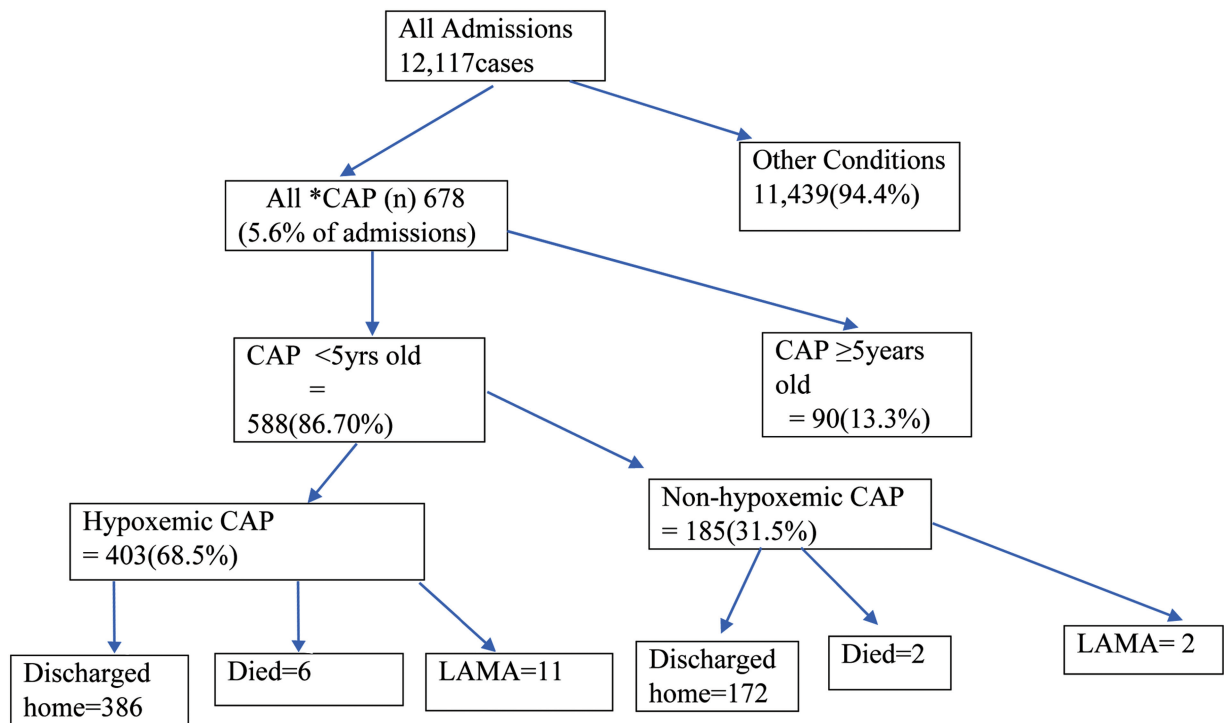 All Admissions
12,117cases
Other Conditions
11,439(94.4%)
All *CAP (n) 678
(5.6% of admissions)
CAP <5yrs old
=
588(86.70%)
CAP ≥5years
old
= 90(13.3%)
Hypoxemic CAP
= 403(68.5%)
Non-hypoxemic CAP
= 185(31.5%)
Discharged
home=386
Died=6
LAMA=11
Discharged
home=172
Died=2
LAMA= 2